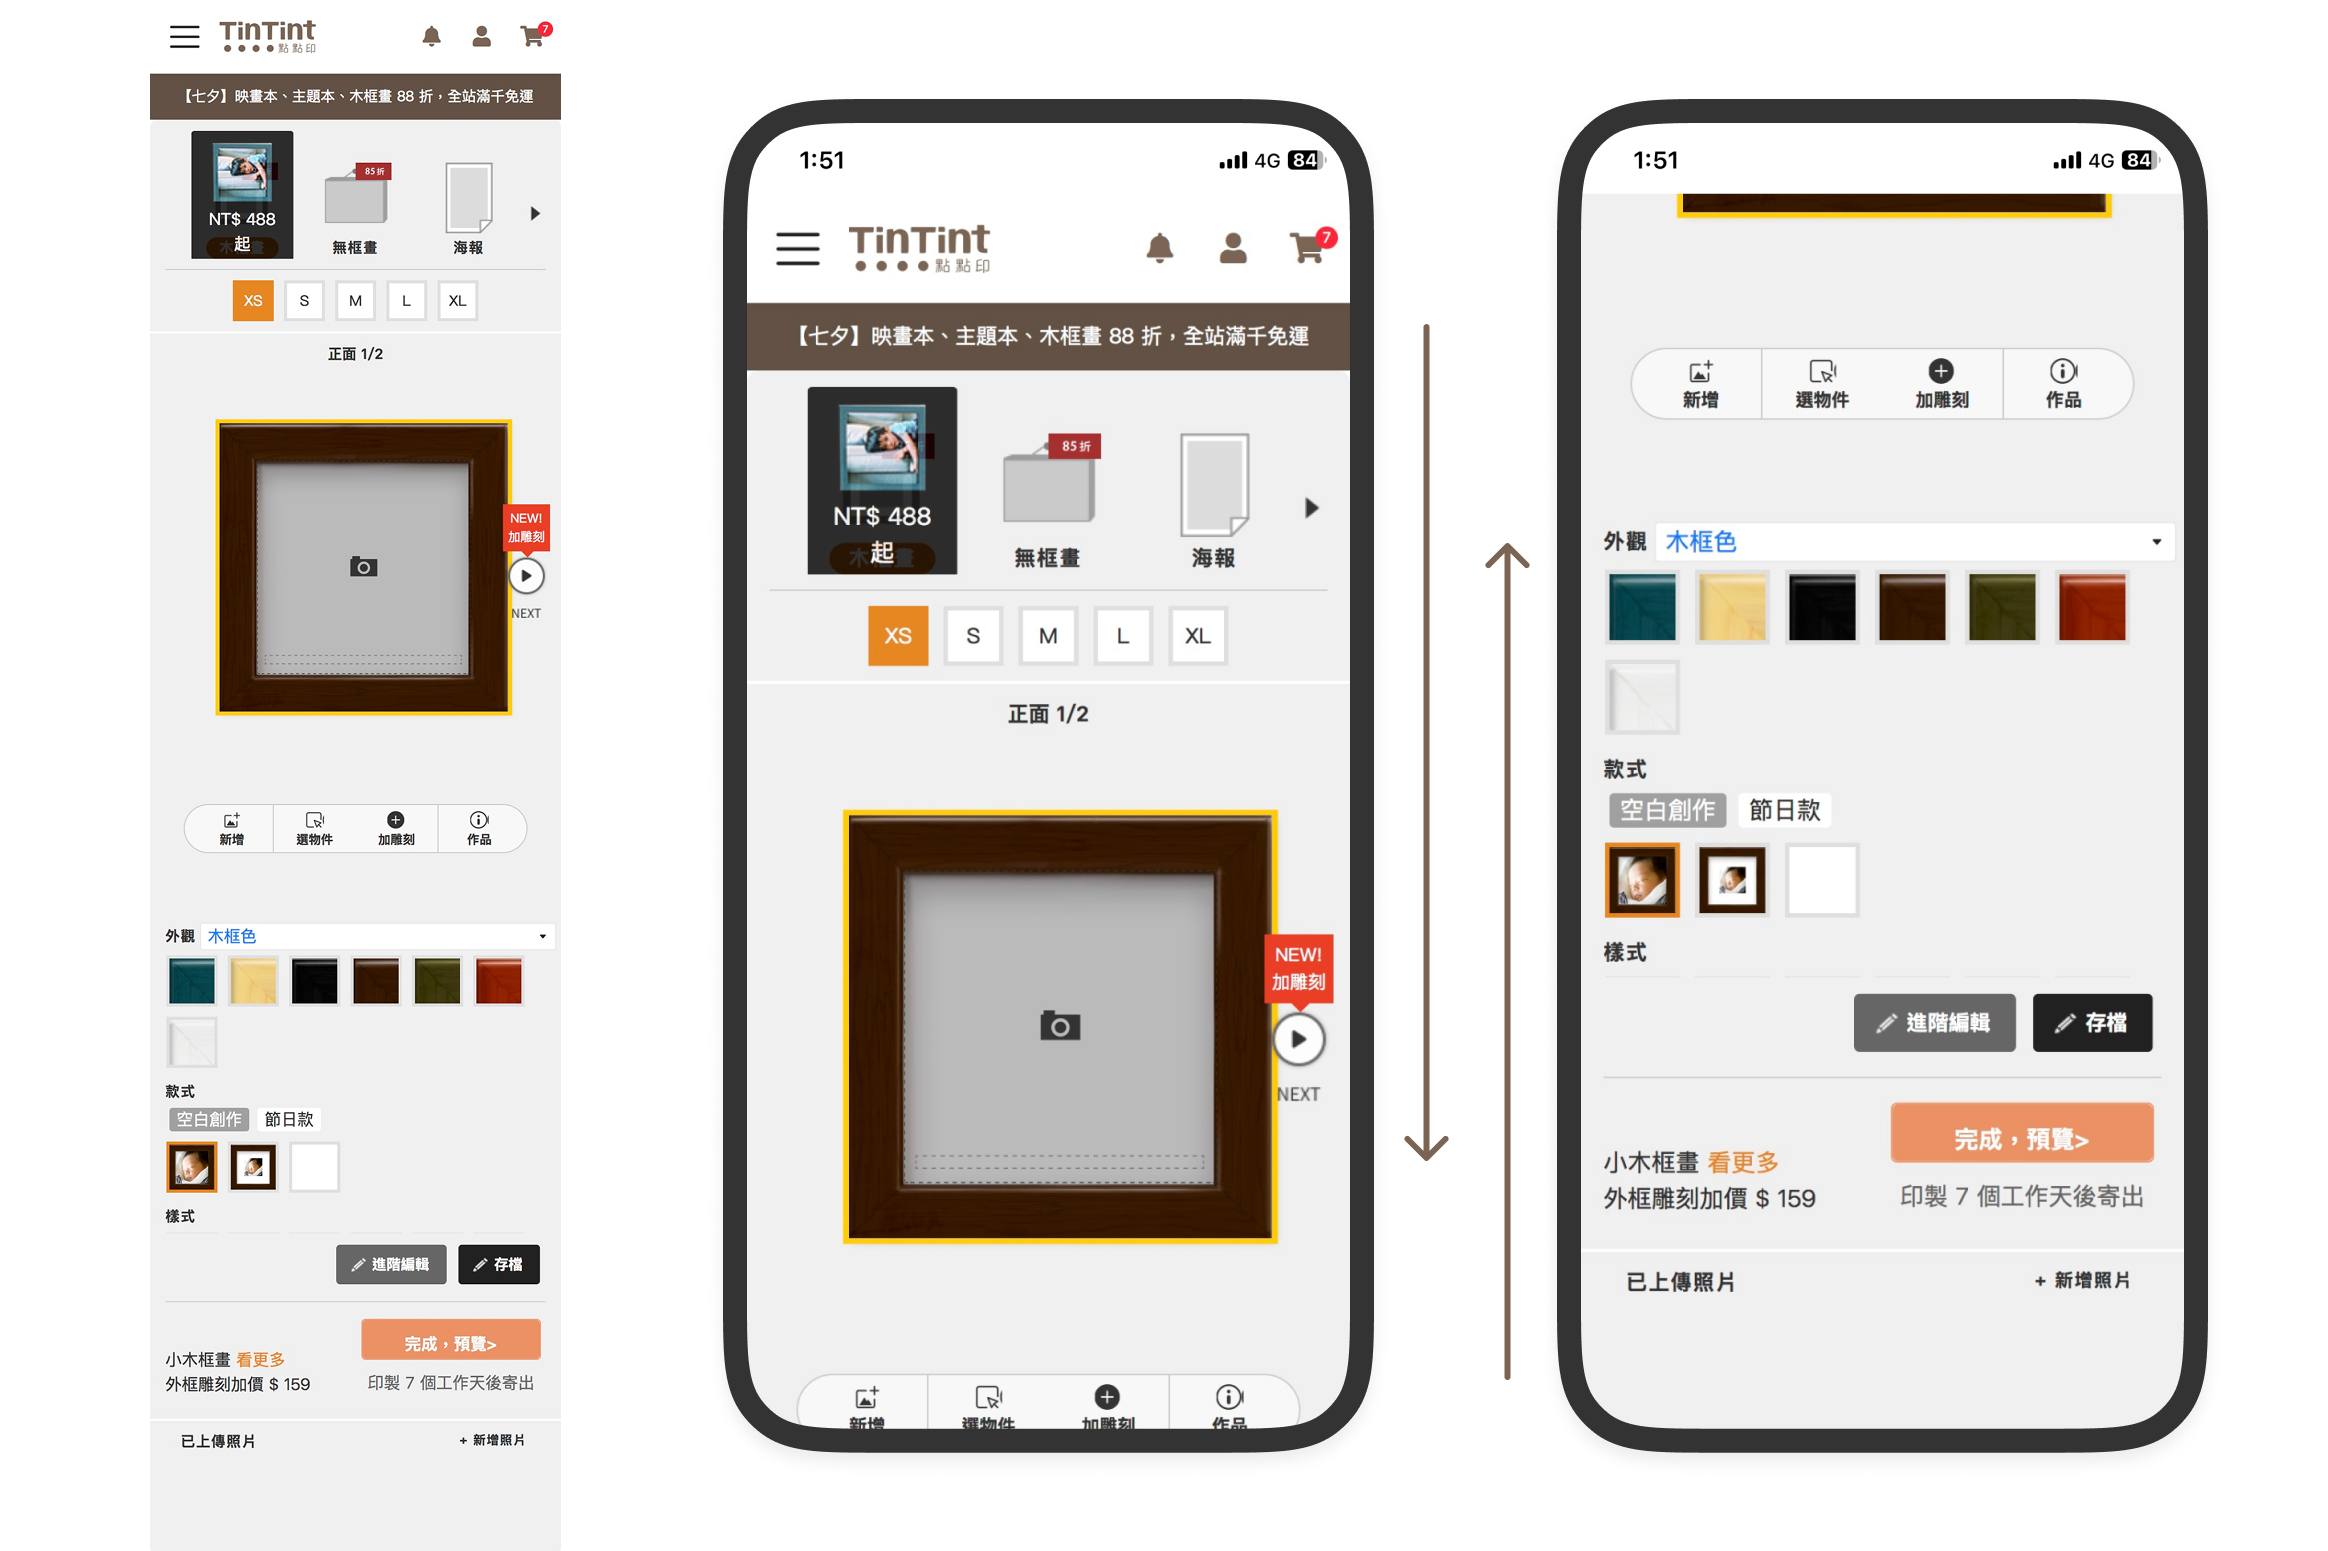 TinTint
點點印
7
【七夕】映畫本、主題本、木框畫 88 折，全站滿千免運
NT$ 488
起
木框畫
85折
無框畫
海報
XS
S
M
L
XL
正面 1/2
NEW!
加雕刻
NEXT
新增
選物件
加雕刻
作品
外觀
木框色
款式
空白創作
節日款
樣式
進階編輯
存檔
完成，預覽>
小木框畫 看更多
外框雕刻加價 $ 159
印製 7 個工作天後寄出
已上傳照片
+ 新增照片
1:51
4G 84
TinTint
點點印
7
【七夕】映畫本、主題本、木框畫 88 折，全站滿千免運
NT$ 488
起
木框畫
85折
無框畫
海報
XS
S
M
L
XL
正面 1/2
NEW!
加雕刻
NEXT
新增
選物件
加雕刻
作品
1:51
4G 84
新增
選物件
加雕刻
作品
外觀
木框色
款式
空白創作
節日款
樣式
進階編輯
存檔
完成，預覽>
小木框畫 看更多
外框雕刻加價 $ 159
印製 7 個工作天後寄出
已上傳照片
+ 新增照片